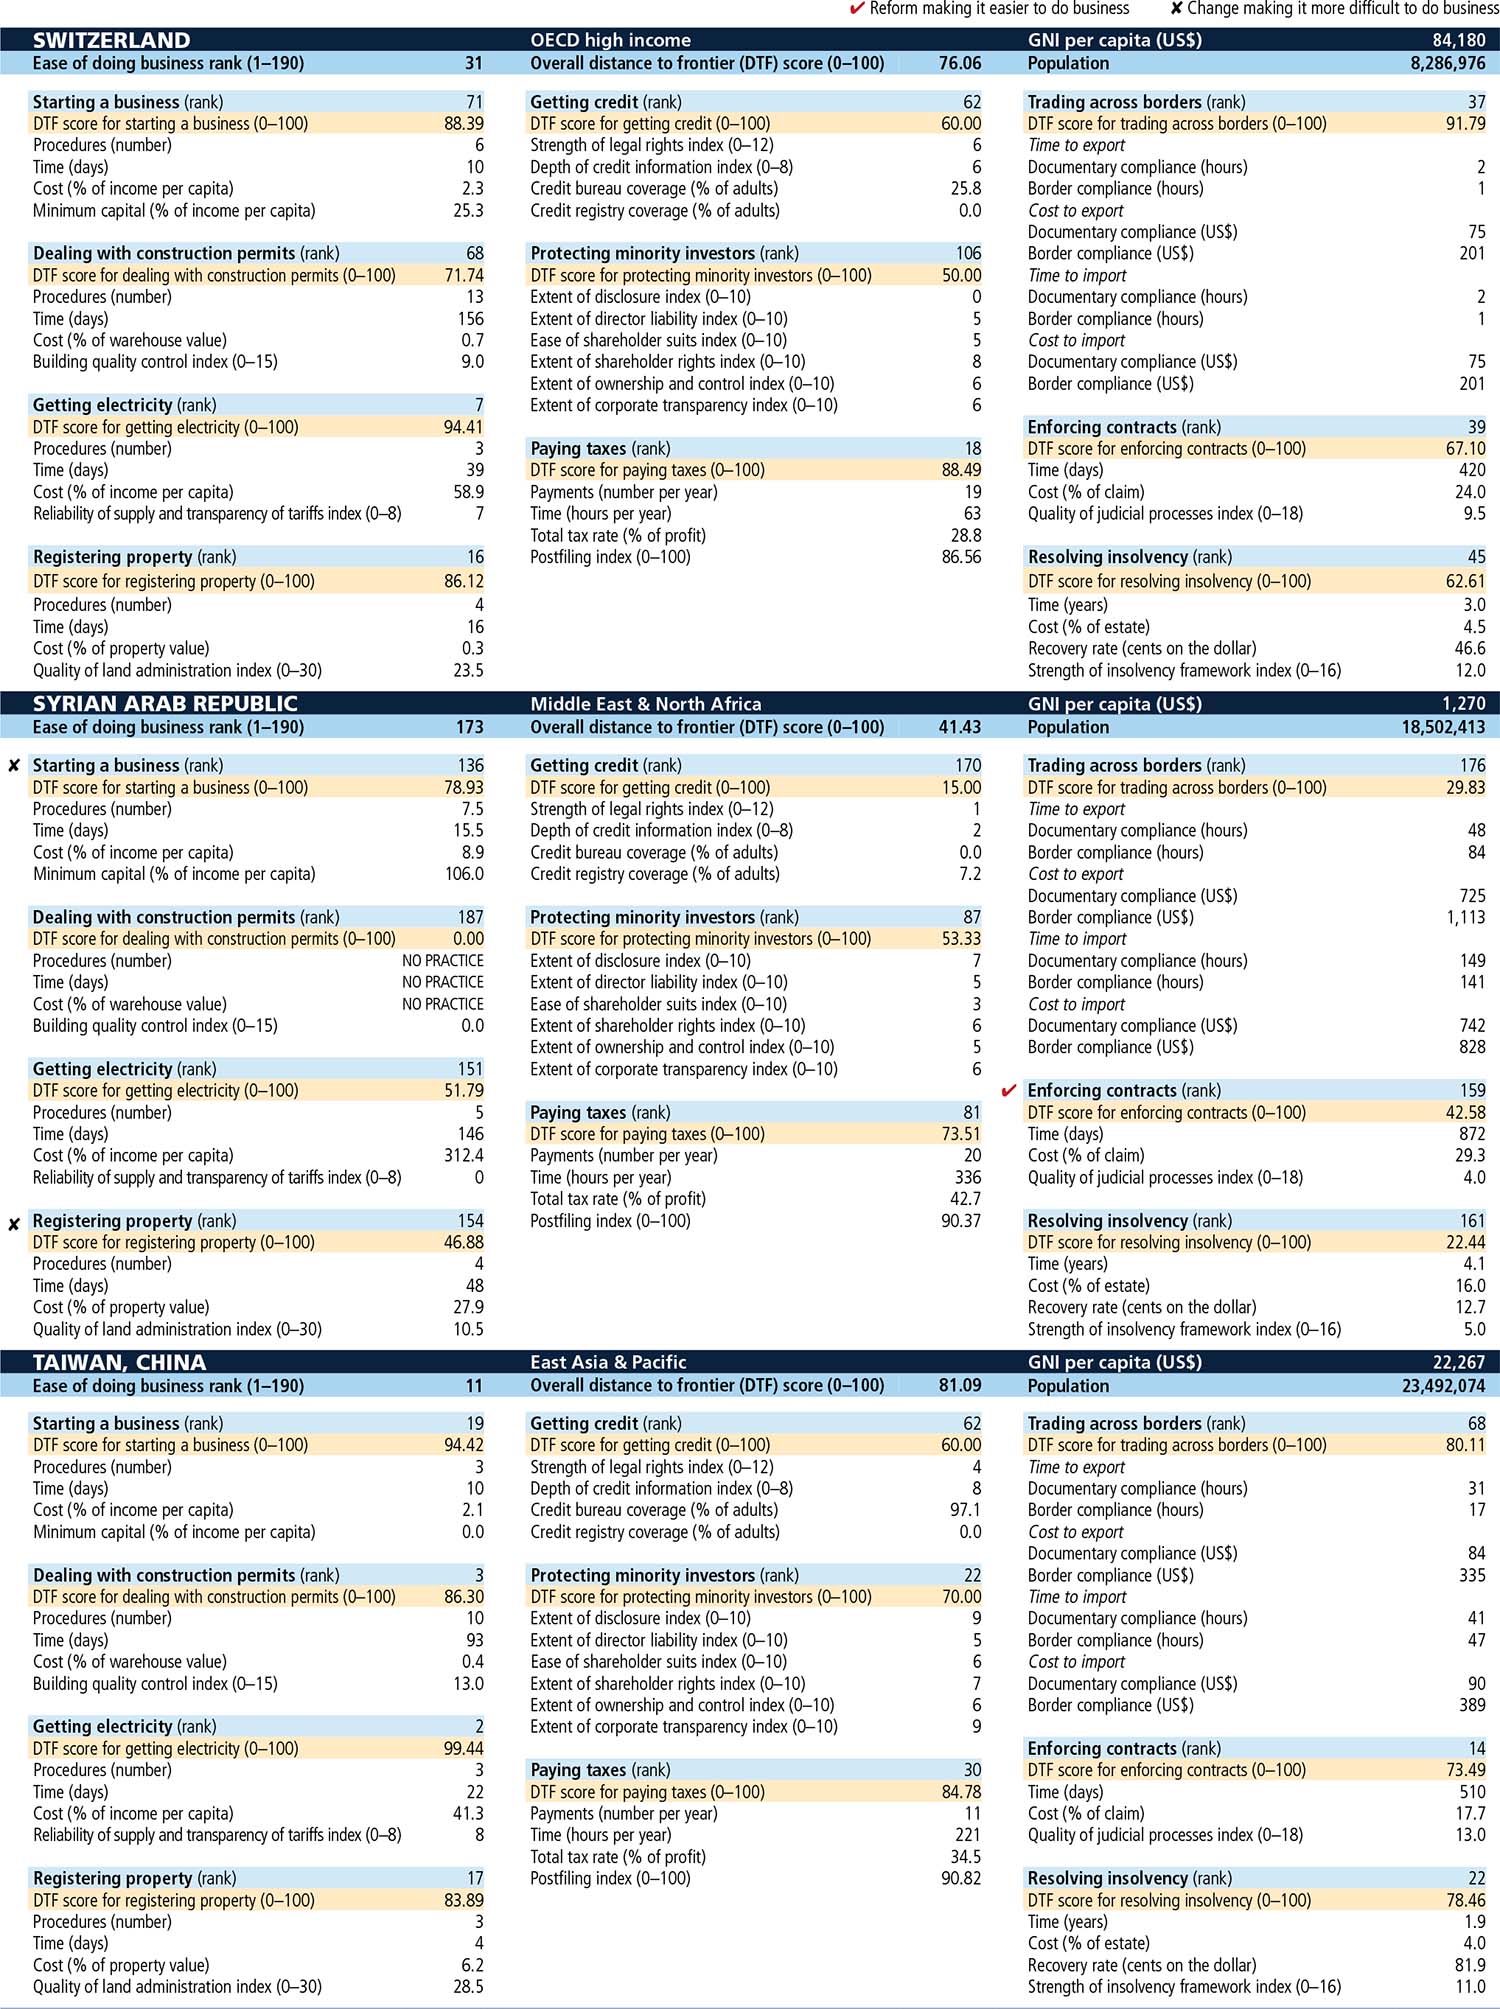 ✔ Reform making it easier to do business ✘ Change making it more difficult to do business
SWITZERLAND OECD high income GNI per capita (US$) 84,180
Ease of doing business rank (1–190) 31 Overall distance to frontier (DTF) score (0–100) 76.06 Population 8,286,976
Starting a business (rank) 71
DTF score for starting a business (0–100) 88.39
Procedures (number) 6
Time (days) 10
Cost (% of income per capita) 2.3
Minimum capital (% of income per capita) 25.3
Dealing with construction permits (rank) 68
DTF score for dealing with construction permits (0–100) 71.74
Procedures (number) 13
Time (days) 156
Cost (% of warehouse value) 0.7
Building quality control index (0–15) 9.0
Getting electricity (rank) 7
DTF score for getting electricity (0–100) 94.41
Procedures (number) 3
Time (days) 39
Cost (% of income per capita) 58.9
Reliability of supply and transparency of tariffs index (0–8) 7
Registering property (rank) 16
DTF score for registering property (0–100) 86.12
Procedures (number) 4
Time (days) 16
Cost (% of property value) 0.3
Quality of land administration index (0–30) 23.5
Getting credit (rank) 62
DTF score for getting credit (0–100) 60.00
Strength of legal rights index (0–12) 6
Depth of credit information index (0–8) 6
Credit bureau coverage (% of adults) 25.8
Credit registry coverage (% of adults) 0.0
Protecting minority investors (rank) 106
DTF score for protecting minority investors (0–100) 50.00
Extent of disclosure index (0–10) 0
Extent of director liability index (0–10) 5
Ease of shareholder suits index (0–10) 5
Extent of shareholder rights index (0–10) 8
Extent of ownership and control index (0–10) 6
Extent of corporate transparency index (0–10) 6
Paying taxes (rank) 18
DTF score for paying taxes (0–100) 88.49
Payments (number per year) 19
Time (hours per year) 63
Total tax rate (% of profit) 28.8
Postfiling index (0–100) 86.56
Trading across borders (rank) 37
DTF score for trading across borders (0–100) 91.79
Time to export
Documentary compliance (hours) 2
Border compliance (hours) 1
Cost to export
Documentary compliance (US$) 75
Border compliance (US$) 201
Time to import
Documentary compliance (hours) 2
Border compliance (hours) 1
Cost to import
Documentary compliance (US$) 75
Border compliance (US$) 201
Enforcing contracts (rank) 39
DTF score for enforcing contracts (0–100) 67.10
Time (days) 420
Cost (% of claim) 24.0
Quality of judicial processes index (0–18) 9.5
Resolving insolvency (rank) 45
DTF score for resolving insolvency (0–100) 62.61
Time (years) 3.0
Cost (% of estate) 4.5
Recovery rate (cents on the dollar) 46.6
Strength of insolvency framework index (0–16) 12.0
SYRIAN ARAB REPUBLIC Middle East & North Africa GNI per capita (US$) 1,270
Ease of doing business rank (1–190) 173 Overall distance to frontier (DTF) score (0–100) 41.43 Population 18,502,413
✘ Starting a business (rank) 136
DTF score for starting a business (0–100) 78.93
Procedures (number) 7.5
Time (days) 15.5
Cost (% of income per capita) 8.9
Minimum capital (% of income per capita) 106.0
Dealing with construction permits (rank) 187
DTF score for dealing with construction permits (0–100) 0.00
Procedures (number) NO PRACTICE
Time (days) NO PRACTICE
Cost (% of warehouse value) NO PRACTICE
Building quality control index (0–15) 0.0
Getting electricity (rank) 151
DTF score for getting electricity (0–100) 51.79
Procedures (number) 5
Time (days) 146
Cost (% of income per capita) 312.4
Reliability of supply and transparency of tariffs index (0–8) 0
✘ Registering property (rank) 154
DTF score for registering property (0–100) 46.88
Procedures (number) 4
Time (days) 48
Cost (% of property value) 27.9
Quality of land administration index (0–30) 10.5
Getting credit (rank) 170
DTF score for getting credit (0–100) 15.00
Strength of legal rights index (0–12) 1
Depth of credit information index (0–8) 2
Credit bureau coverage (% of adults) 0.0
Credit registry coverage (% of adults) 7.2
Protecting minority investors (rank) 87
DTF score for protecting minority investors (0–100) 53.33
Extent of disclosure index (0–10) 7
Extent of director liability index (0–10) 5
Ease of shareholder suits index (0–10) 3
Extent of shareholder rights index (0–10) 6
Extent of ownership and control index (0–10) 5
Extent of corporate transparency index (0–10) 6
Paying taxes (rank) 81
DTF score for paying taxes (0–100) 73.51
Payments (number per year) 20
Time (hours per year) 336
Total tax rate (% of profit) 42.7
Postfiling index (0–100) 90.37
Trading across borders (rank) 176
DTF score for trading across borders (0–100) 29.83
Time to export
Documentary compliance (hours) 48
Border compliance (hours) 84
Cost to export
Documentary compliance (US$) 725
Border compliance (US$) 1,113
Time to import
Documentary compliance (hours) 149
Border compliance (hours) 141
Cost to import
Documentary compliance (US$) 742
Border compliance (US$) 828
✔ Enforcing contracts (rank) 159
DTF score for enforcing contracts (0–100) 42.58
Time (days) 872
Cost (% of claim) 29.3
Quality of judicial processes index (0–18) 4.0
Resolving insolvency (rank) 161
DTF score for resolving insolvency (0–100) 22.44
Time (years) 4.1
Cost (% of estate) 16.0
Recovery rate (cents on the dollar) 12.7
Strength of insolvency framework index (0–16) 5.0
TAIWAN, CHINA East Asia & Pacific GNI per capita (US$) 22,267
Ease of doing business rank (1–190) 11 Overall distance to frontier (DTF) score (0–100) 81.09 Population 23,492,074
Starting a business (rank) 19
DTF score for starting a business (0–100) 94.42
Procedures (number) 3
Time (days) 10
Cost (% of income per capita) 2.1
Minimum capital (% of income per capita) 0.0
Dealing with construction permits (rank) 3
DTF score for dealing with construction permits (0–100) 86.30
Procedures (number) 10
Time (days) 93
Cost (% of warehouse value) 0.4
Building quality control index (0–15) 13.0
Getting electricity (rank) 2
DTF score for getting electricity (0–100) 99.44
Procedures (number) 3
Time (days) 22
Cost (% of income per capita) 41.3
Reliability of supply and transparency of tariffs index (0–8) 8
Registering property (rank) 17
DTF score for registering property (0–100) 83.89
Procedures (number) 3
Time (days) 4
Cost (% of property value) 6.2
Quality of land administration index (0–30) 28.5
Getting credit (rank) 62
DTF score for getting credit (0–100) 60.00
Strength of legal rights index (0–12) 4
Depth of credit information index (0–8) 8
Credit bureau coverage (% of adults) 97.1
Credit registry coverage (% of adults) 0.0
Protecting minority investors (rank) 22
DTF score for protecting minority investors (0–100) 70.00
Extent of disclosure index (0–10) 9
Extent of director liability index (0–10) 5
Ease of shareholder suits index (0–10) 6
Extent of shareholder rights index (0–10) 7
Extent of ownership and control index (0–10) 6
Extent of corporate transparency index (0–10) 9
Paying taxes (rank) 30
DTF score for paying taxes (0–100) 84.78
Payments (number per year) 11
Time (hours per year) 221
Total tax rate (% of profit) 34.5
Postfiling index (0–100) 90.82
Trading across borders (rank) 68
DTF score for trading across borders (0–100) 80.11
Time to export
Documentary compliance (hours) 31
Border compliance (hours) 17
Cost to export
Documentary compliance (US$) 84
Border compliance (US$) 335
Time to import
Documentary compliance (hours) 41
Border compliance (hours) 47
Cost to import
Documentary compliance (US$) 90
Border compliance (US$) 389
Enforcing contracts (rank) 14
DTF score for enforcing contracts (0–100) 73.49
Time (days) 510
Cost (% of claim) 17.7
Quality of judicial processes index (0–18) 13.0
Resolving insolvency (rank) 22
DTF score for resolving insolvency (0–100) 78.46
Time (years) 1.9
Cost (% of estate) 4.0
Recovery rate (cents on the dollar) 81.9
Strength of insolvency framework index (0–16) 11.0